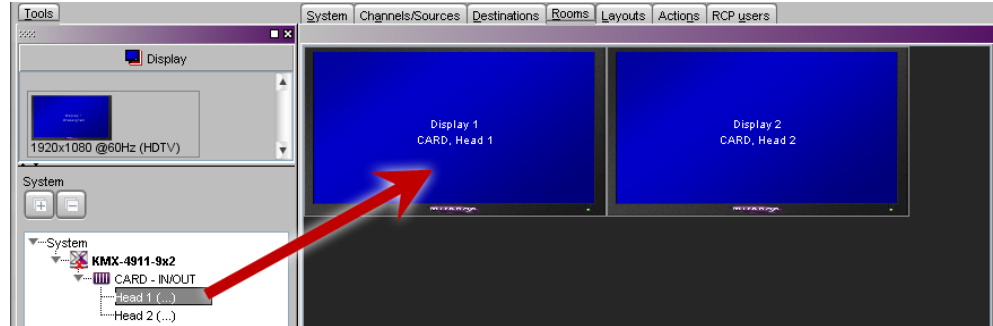 Tools
System Channels/Sources Destinations Rooms Layouts Actions RCP users
Display
1920x1080 @60Hz (HDTV)
Display 1
CARD, Head 1
Display 2
CARD, Head 2
System
System
KMX-4911-9x2
CARD - IN/OUT
Head 1 (...)
Head 2 (...)